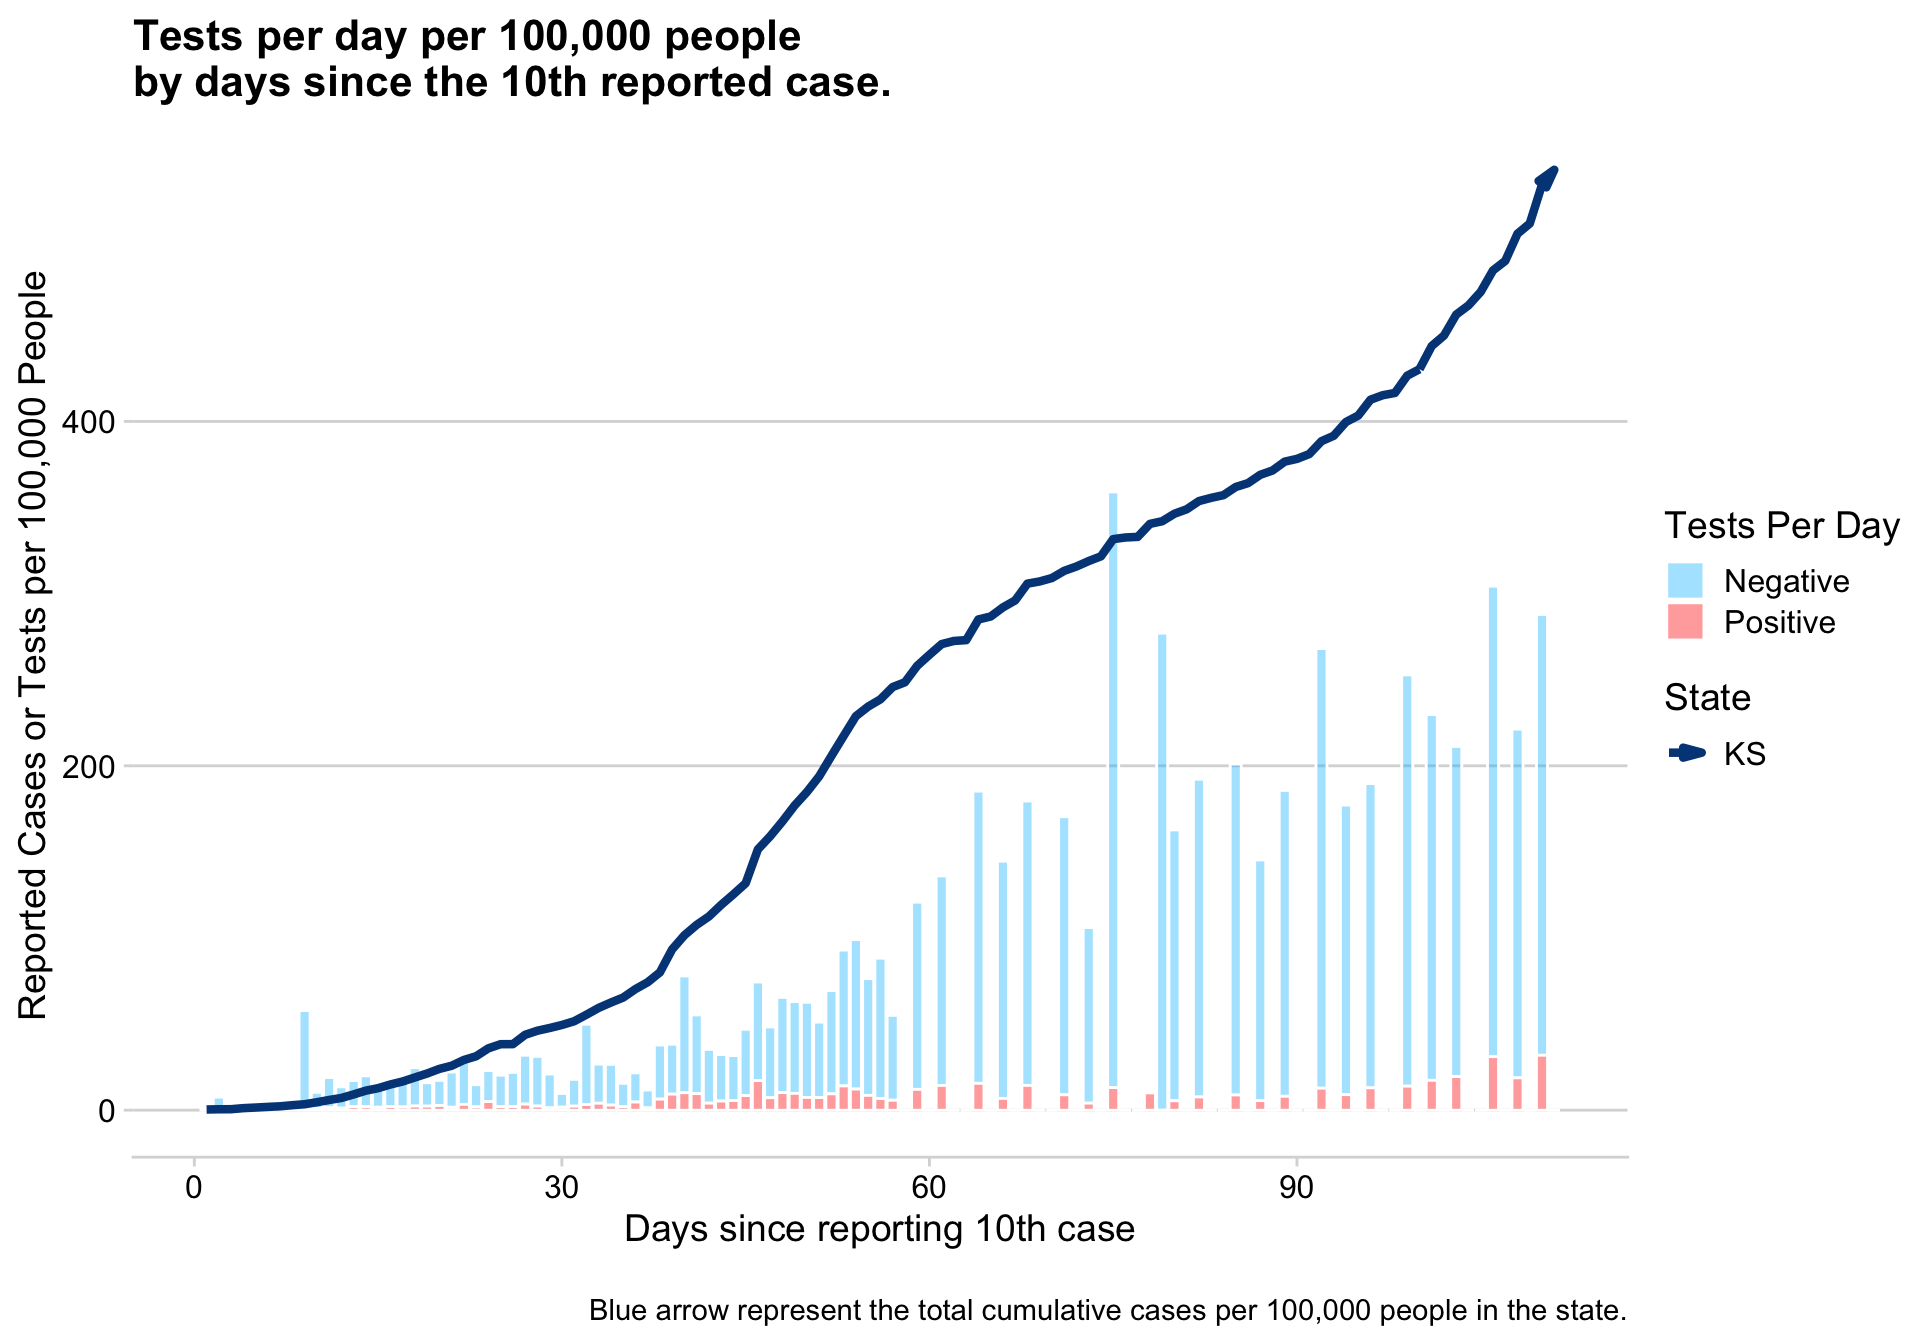 Tests per day per 100,000 people
by days since the 10th reported case.
Reported Cases or Tests per 100,000 People
400
200
0
0
30
60
90
Days since reporting 10th case
Tests Per Day
Negative
Positive
State
KS
Blue arrow represent the total cumulative cases per 100,000 people in the state.